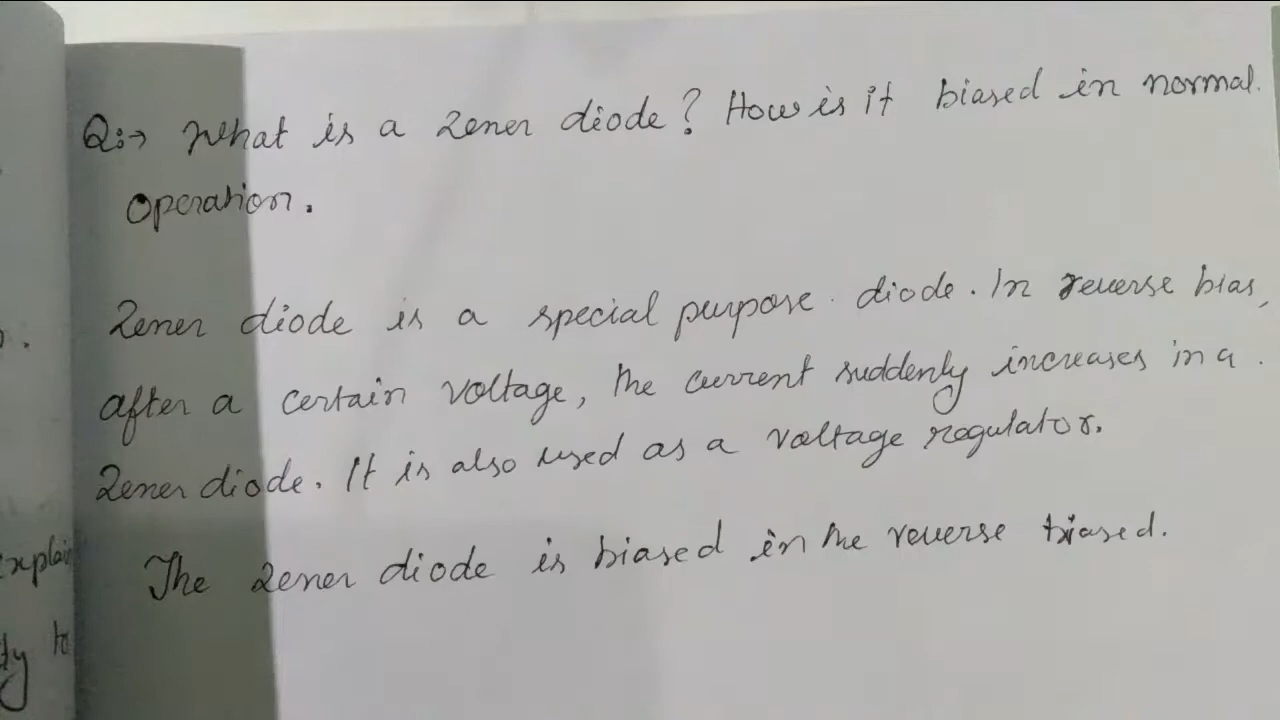 Q:→ What is a Zener diode? How is it biased in normal.
operation.
Zener diode is a special purpose diode. In reverse bias,
after a certain voltage, the current suddenly increases in a.
Zener diode. It is also used as a voltage regulator.
The Zener diode is biased in the reverse biased.
explain
to